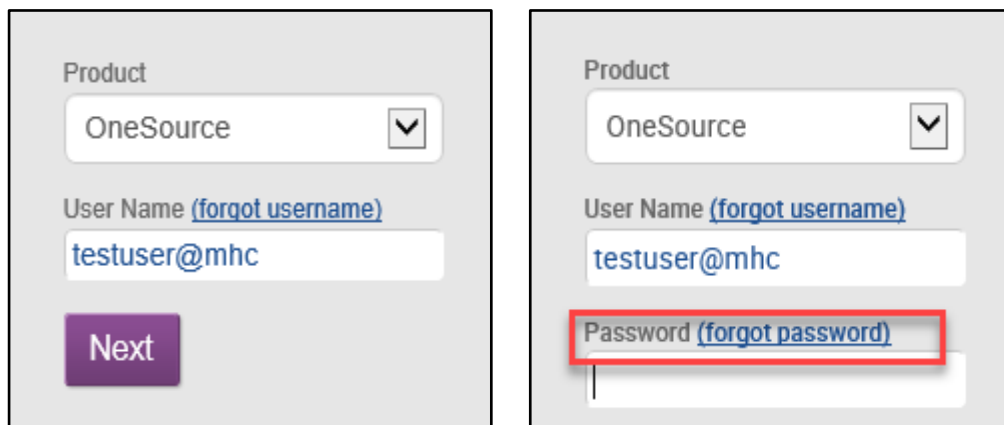 Product
OneSource
User Name (forgot username)
testuser@mhc
Next
Product
OneSource
User Name (forgot username)
testuser@mhc
Password (forgot password)